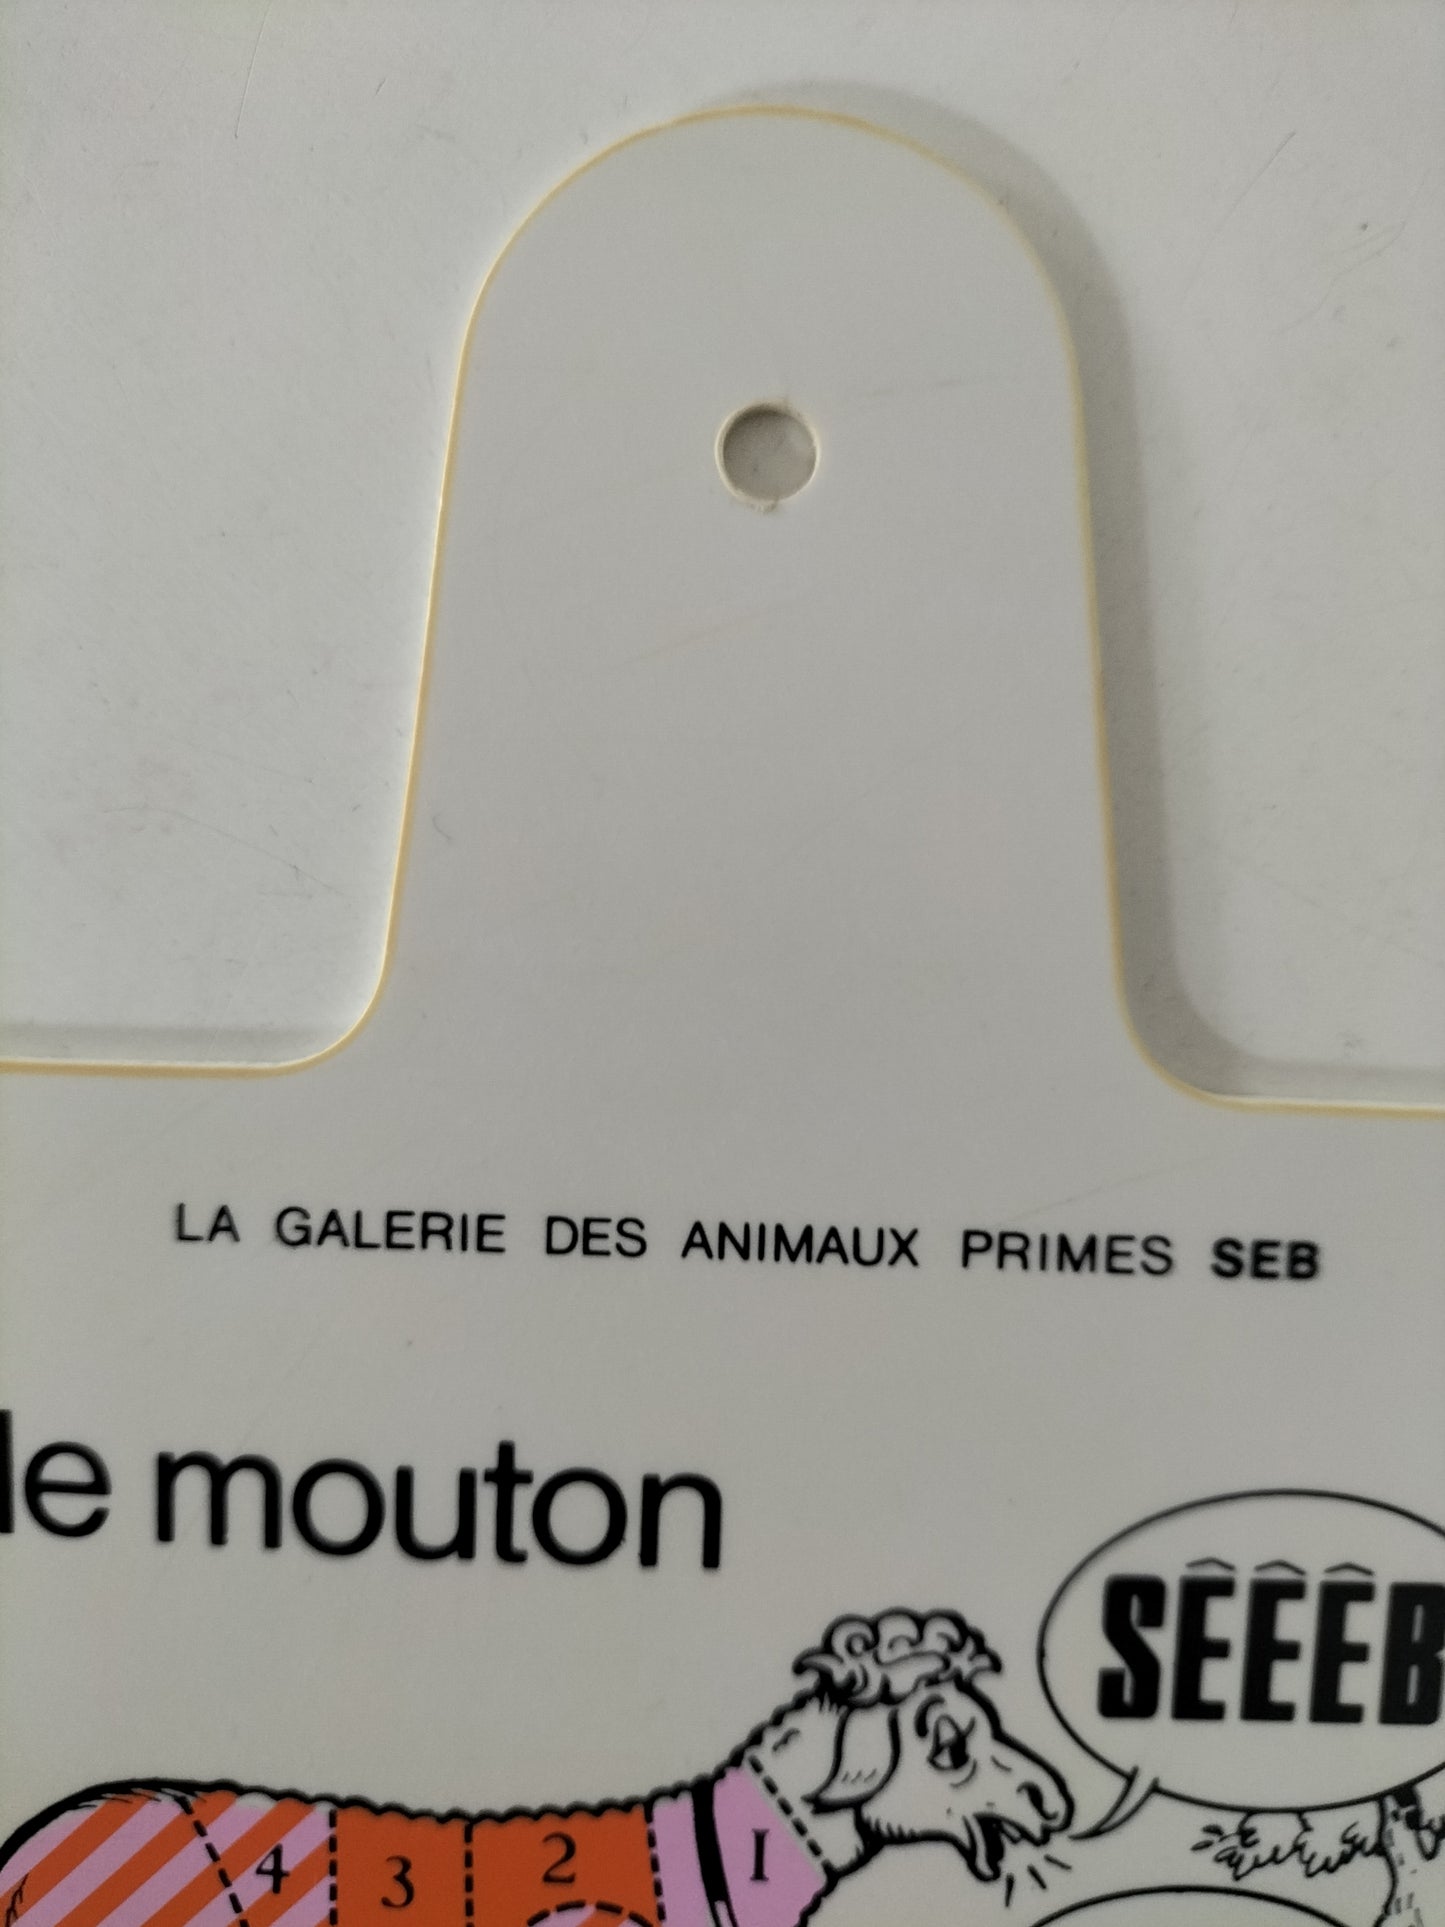 LA GALERIE DES ANIMAUX PRIMES SEB
le mouton
SÊÊÊB
4 3 2 1